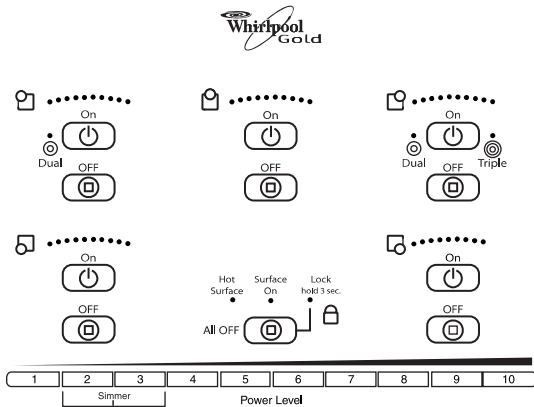 Whirlpool
Gold
On
On
On
Dual
Dual
Triple
OFF
OFF
OFF
On
On
Hot Surface
Surface On
Lock
hold 3 sec.
OFF
All OFF
OFF
1 2 3 4 5 6 7 8 9 10
Simmer
Power Level